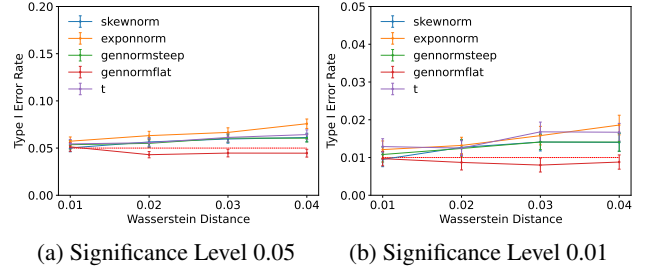 0.20
0.15
0.10
0.05
0.00
Type I Error Rate
skewnorm
exponnorm
gennormsteep
gennormflat
t
0.01 0.02 0.03 0.04
Wasserstein Distance
(a) Significance Level 0.05
0.05
0.04
0.03
0.02
0.01
0.00
Type I Error Rate
skewnorm
exponnorm
gennormsteep
gennormflat
t
0.01 0.02 0.03 0.04
Wasserstein Distance
(b) Significance Level 0.01